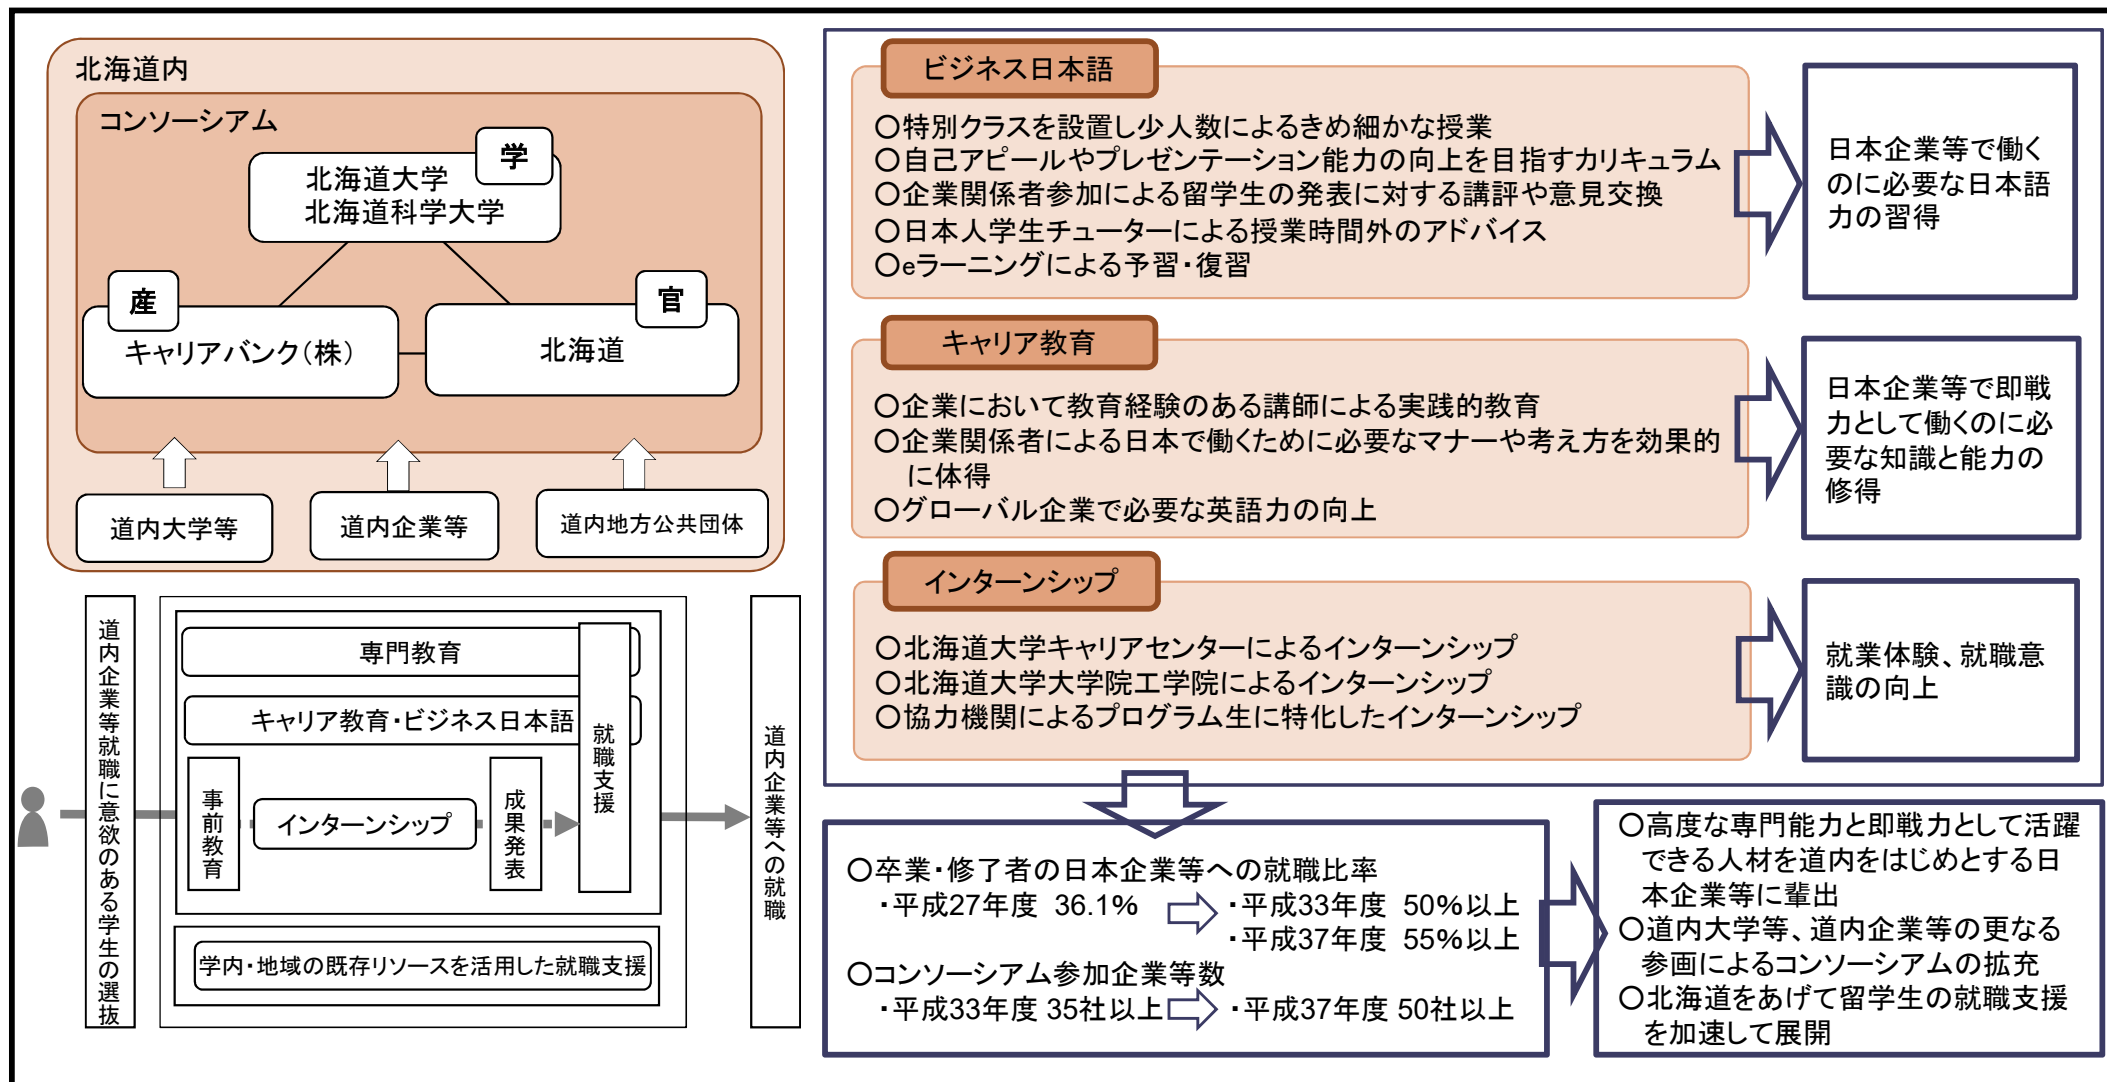 北海道内
コンソーシアム
学
北海道大学
北海道科学大学
産
キャリアバンク(株)
官
北海道
道内大学等
道内企業等
道内地方公共団体
道内企業等就職に意欲のある学生の選抜
専門教育
キャリア教育・ビジネス日本語
就職支援
事前教育
インターンシップ
成果発表
学内・地域の既存リソースを活用した就職支援
道内企業等への就職
ビジネス日本語
○特別クラスを設置し少人数によるきめ細かな授業
○自己アピールやプレゼンテーション能力の向上を目指すカリキュラム
○企業関係者参加による留学生の発表に対する講評や意見交換
○日本人学生チューターによる授業時間外のアドバイス
○eラーニングによる予習・復習
日本企業等で働く
のに必要な日本語
力の習得
キャリア教育
○企業において教育経験のある講師による実践的教育
○企業関係者による日本で働くために必要なマナーや考え方を効果的
に体得
○グローバル企業で必要な英語力の向上
日本企業等で即戦
力として働くのに必
要な知識と能力の
修得
インターンシップ
○北海道大学キャリアセンターによるインターンシップ
○北海道大学大学院工学院によるインターンシップ
○協力機関によるプログラム生に特化したインターンシップ
就業体験、就職意
識の向上
○卒業・修了者の日本企業等への就職比率
・平成27年度 36.1% ・平成33年度 50%以上
・平成37年度 55%以上
○コンソーシアム参加企業等数
・平成33年度 35社以上 ・平成37年度 50社以上
○高度な専門能力と即戦力として活躍
できる人材を道内をはじめとする日
本企業等に輩出
○道内大学等、道内企業等の更なる
参画によるコンソーシアムの拡充
○北海道をあげて留学生の就職支援
を加速して展開